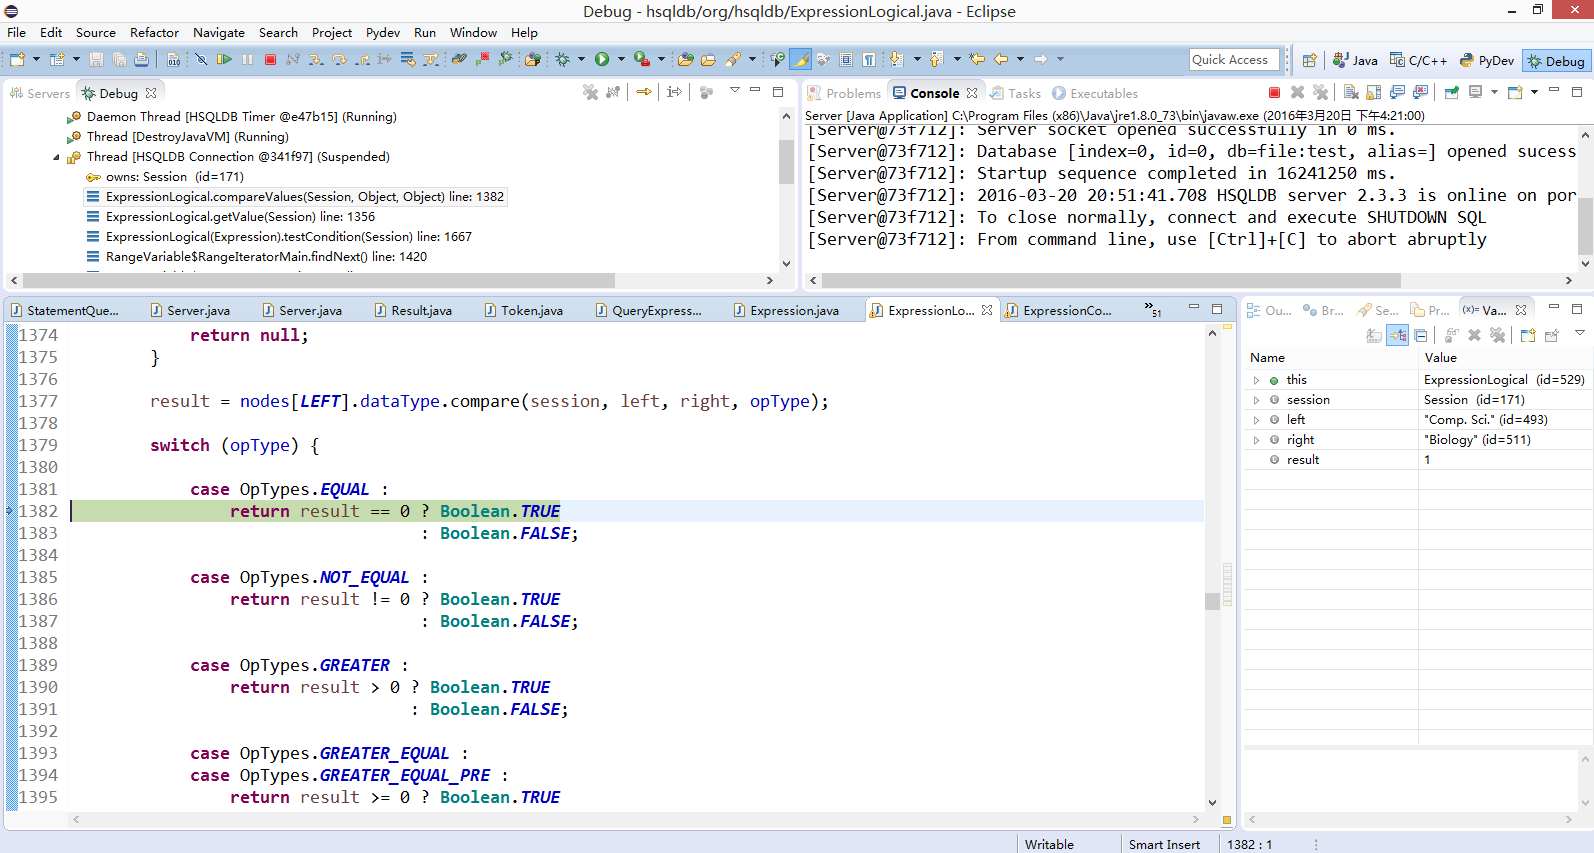 Debug - hsqldb/org/hsqldb/ExpressionLogical.java - Eclipse
File Edit Source Refactor Navigate Search Project Pydev Run Window Help
Quick Access
Java
C/C++
PyDev
Debug
Servers
Debug
Daemon Thread [HSQLDB Timer @e47b15] (Running)
Thread [DestroyJavaVM] (Running)
Thread [HSQLDB Connection @341f97] (Suspended)
owns: Session (id=171)
ExpressionLogical.compareValues(Session, Object, Object) line: 1382
ExpressionLogical.getValue(Session) line: 1356
ExpressionLogical(Expression).testCondition(Session) line: 1667
RangeVariable$RangeIteratorMain.findNext() line: 1420
Problems
Console
Tasks
Executables
Server [Java Application] C:\Program Files (x86)\Java\jre1.8.0_73\bin\javaw.exe (2016年3月20日 下午4:21:00)
[Server@73f712]: Server socket opened successfully in 0 ms.
[Server@73f712]: Database [index=0, id=0, db=file:test, alias=] opened sucess
[Server@73f712]: Startup sequence completed in 16241250 ms.
[Server@73f712]: 2016-03-20 20:51:41.708 HSQLDB server 2.3.3 is online on por
[Server@73f712]: To close normally, connect and execute SHUTDOWN SQL
[Server@73f712]: From command line, use [Ctrl]+[C] to abort abruptly
StatementQue...
Server.java
Server.java
Result.java
Token.java
QueryExpress...
Expression.java
ExpressionLo...
ExpressionCo...
»51
1374 return null;
1375 }
1376
1377 result = nodes[LEFT].dataType.compare(session, left, right, opType);
1378
1379 switch (opType) {
1380
1381 case OpTypes.EQUAL :
1382 return result == 0 ? Boolean.TRUE
1383 : Boolean.FALSE;
1384
1385 case OpTypes.NOT_EQUAL :
1386 return result != 0 ? Boolean.TRUE
1387 : Boolean.FALSE;
1388
1389 case OpTypes.GREATER :
1390 return result > 0 ? Boolean.TRUE
1391 : Boolean.FALSE;
1392
1393 case OpTypes.GREATER_EQUAL :
1394 case OpTypes.GREATER_EQUAL_PRE :
1395 return result >= 0 ? Boolean.TRUE
Ou...
Br...
Se...
Pr...
(x)= Va...
Name Value
this ExpressionLogical (id=529)
session Session (id=171)
left "Comp. Sci." (id=493)
right "Biology" (id=511)
result 1
Writable
Smart Insert
1382 : 1